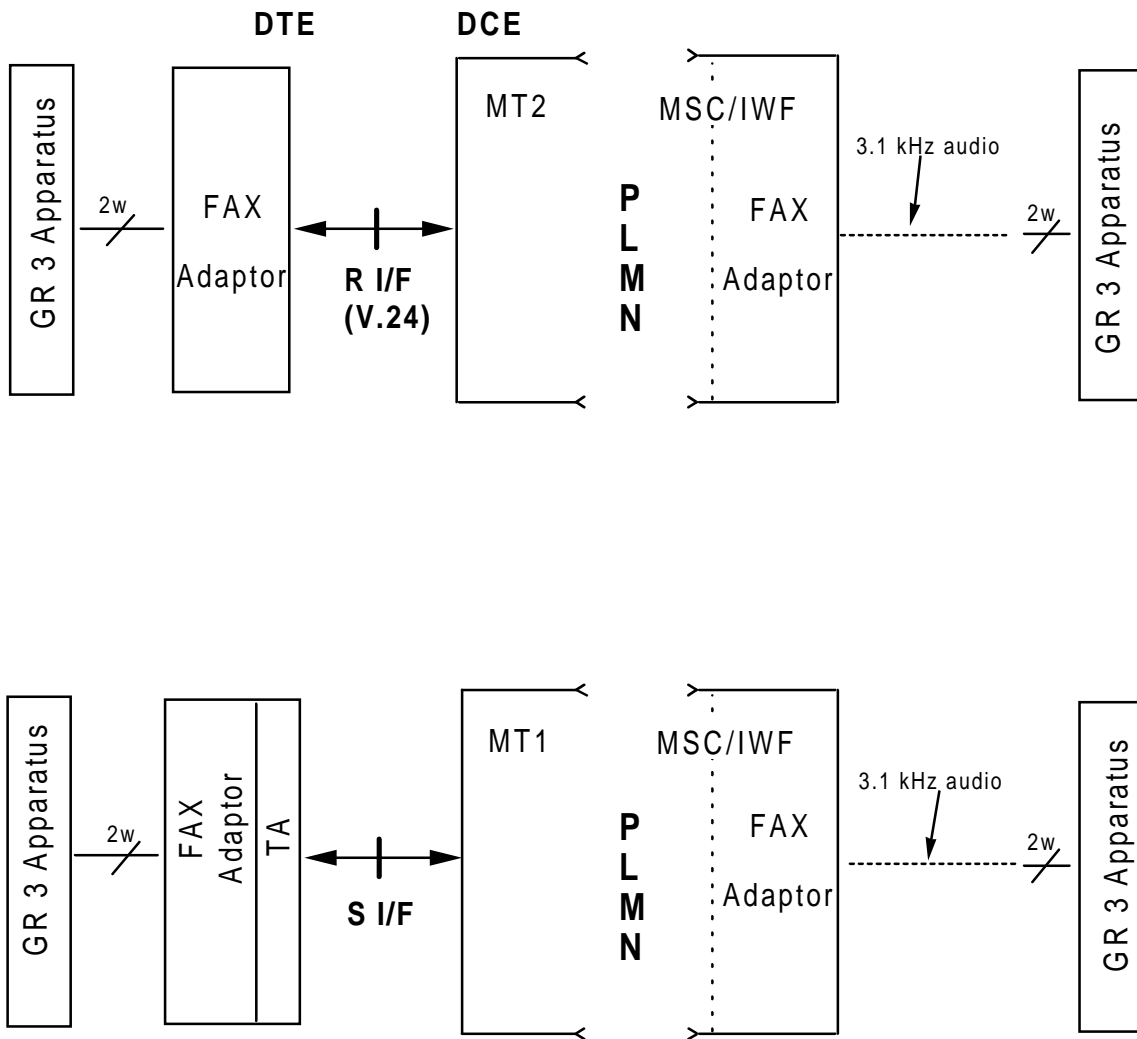 DTE DCE
GR 3 Apparatus
2w
FAX
Adaptor
R I/F
(V.24)
MT2
P
L
M
N
MSC/IWF
FAX
Adaptor
3.1 kHz audio
2w
GR 3 Apparatus
GR 3 Apparatus
2w
FAX
Adaptor
TA
S I/F
MT1
P
L
M
N
MSC/IWF
FAX
Adaptor
3.1 kHz audio
2w
GR 3 Apparatus